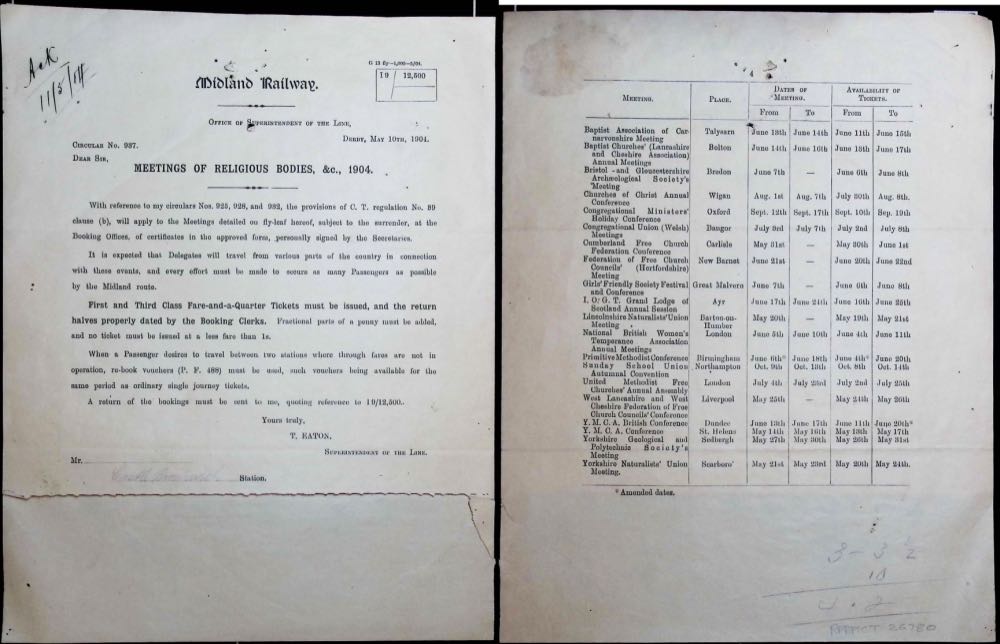 Ack
11/5/04
G 13 fly—1,000—5/04.
Midland Railway.
19 / 12,500
OFFICE OF SUPERINTENDENT OF THE LINE,
DERBY, MAY 10TH, 1904.
CIRCULAR No. 937.
DEAR SIR,
MEETINGS OF RELIGIOUS BODIES, &c., 1904.
With reference to my circulars Nos. 925, 928, and 932, the provisions of C. T. regulation No. 89
clause (b), will apply to the Meetings detailed on fly-leaf hereof, subject to the surrender, at the
Booking Offices, of certificates in the approved form, personally signed by the Secretaries.
It is expected that Delegates will travel from various parts of the country in connection
with these events, and every effort must be made to secure as many Passengers as possible
by the Midland route.
First and Third Class Fare-and-a-Quarter Tickets must be issued, and the return
halves properly dated by the Booking Clerks. Fractional parts of a penny must be added,
and no ticket must be issued at a less fare than 1s.
When a Passenger desires to travel between two stations where through fares are not in
operation, re-book vouchers (P. F. 488) must be used, such vouchers being available for the
same period as ordinary single journey tickets.
A return of the bookings must be sent to me, quoting reference to 19/12,500.
Yours truly,
T. EATON,
SUPERINTENDENT OF THE LINE.
Mr.
Station.
4
MEETING. PLACE. DATES OF MEETING. AVAILABILITY OF TICKETS.
From To From To
Baptist Association of Car- Talysarn June 13th June 14th June 11th June 15th
narvonshire Meeting
Baptist Churches' (Lancashire Bolton June 14th June 16th June 13th June 17th
and Cheshire Association)
Annual Meetings
Bristol and Gloucestershire Bredon June 7th — June 6th June 8th
Archæological Society's
Meeting
Churches of Christ Annual Wigan Aug. 1st Aug. 7th July 30th Aug. 8th.
Conference
Congregational Ministers' Oxford Sept. 12th Sept. 17th Sept. 10th Sep. 19th
Holiday Conference
Congregational Union (Welsh) Bangor July 3rd July 7th July 2nd July 8th
Meetings
Cumberland Free Church Carlisle May 31st — May 30th June 1st
Federation Conference
Federation of Free Church New Barnet June 21st — June 20th June 22nd
Councils' (Hertfordshire)
Meeting
Girls' Friendly Society Festival Great Malvern June 7th — June 6th June 8th
and Conference
I. O. G. T. Grand Lodge of Ayr June 17th June 24th June 16th June 25th
Scotland Annual Session
Lincolnshire Naturalists' Union Barton-on- May 20th — May 19th May 21st
Meeting Humber
National British Women's London June 5th June 10th June 4th June 11th
Temperance Association
Annual Meetings
Primitive Methodist Conference Birmingham June 6th* June 18th June 4th* June 20th
Sunday School Union Northampton Oct. 9th Oct. 13th Oct. 8th Oct. 14th
Autumnal Convention
United Methodist Free London July 4th July 23rd July 2nd July 25th
Churches' Annual Assembly
West Lancashire and West Liverpool May 25th — May 24th May 26th
Cheshire Federation of Free
Church Councils' Conference
Y. M. C. A. British Conference Dundee June 13th June 17th June 11th June 20th*
Y. M. C. A. Conference St. Helens May 14th May 16th May 13th May 17th
Yorkshire Geological and Sedbergh May 27th May 30th May 26th May 31st
Polytechnic Society's
Meeting
Yorkshire Naturalists' Union Scarboro' May 21st May 23rd May 20th May 24th.
Meeting.
* Amended dates.
3 - 3 ½
10
4 . 2
26780